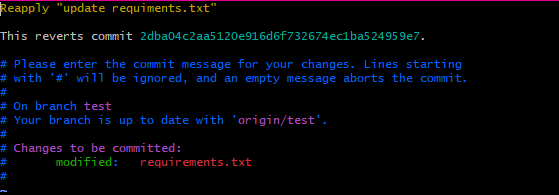 Reapply "update requiments.txt"
This reverts commit 2dba04c2aa5120e916d6f732674ec1ba524959e7.
# Please enter the commit message for your changes. Lines starting
# with '#' will be ignored, and an empty message aborts the commit.
#
# On branch test
# Your branch is up to date with 'origin/test'.
#
# Changes to be committed:
#       modified:   requirements.txt
#
~